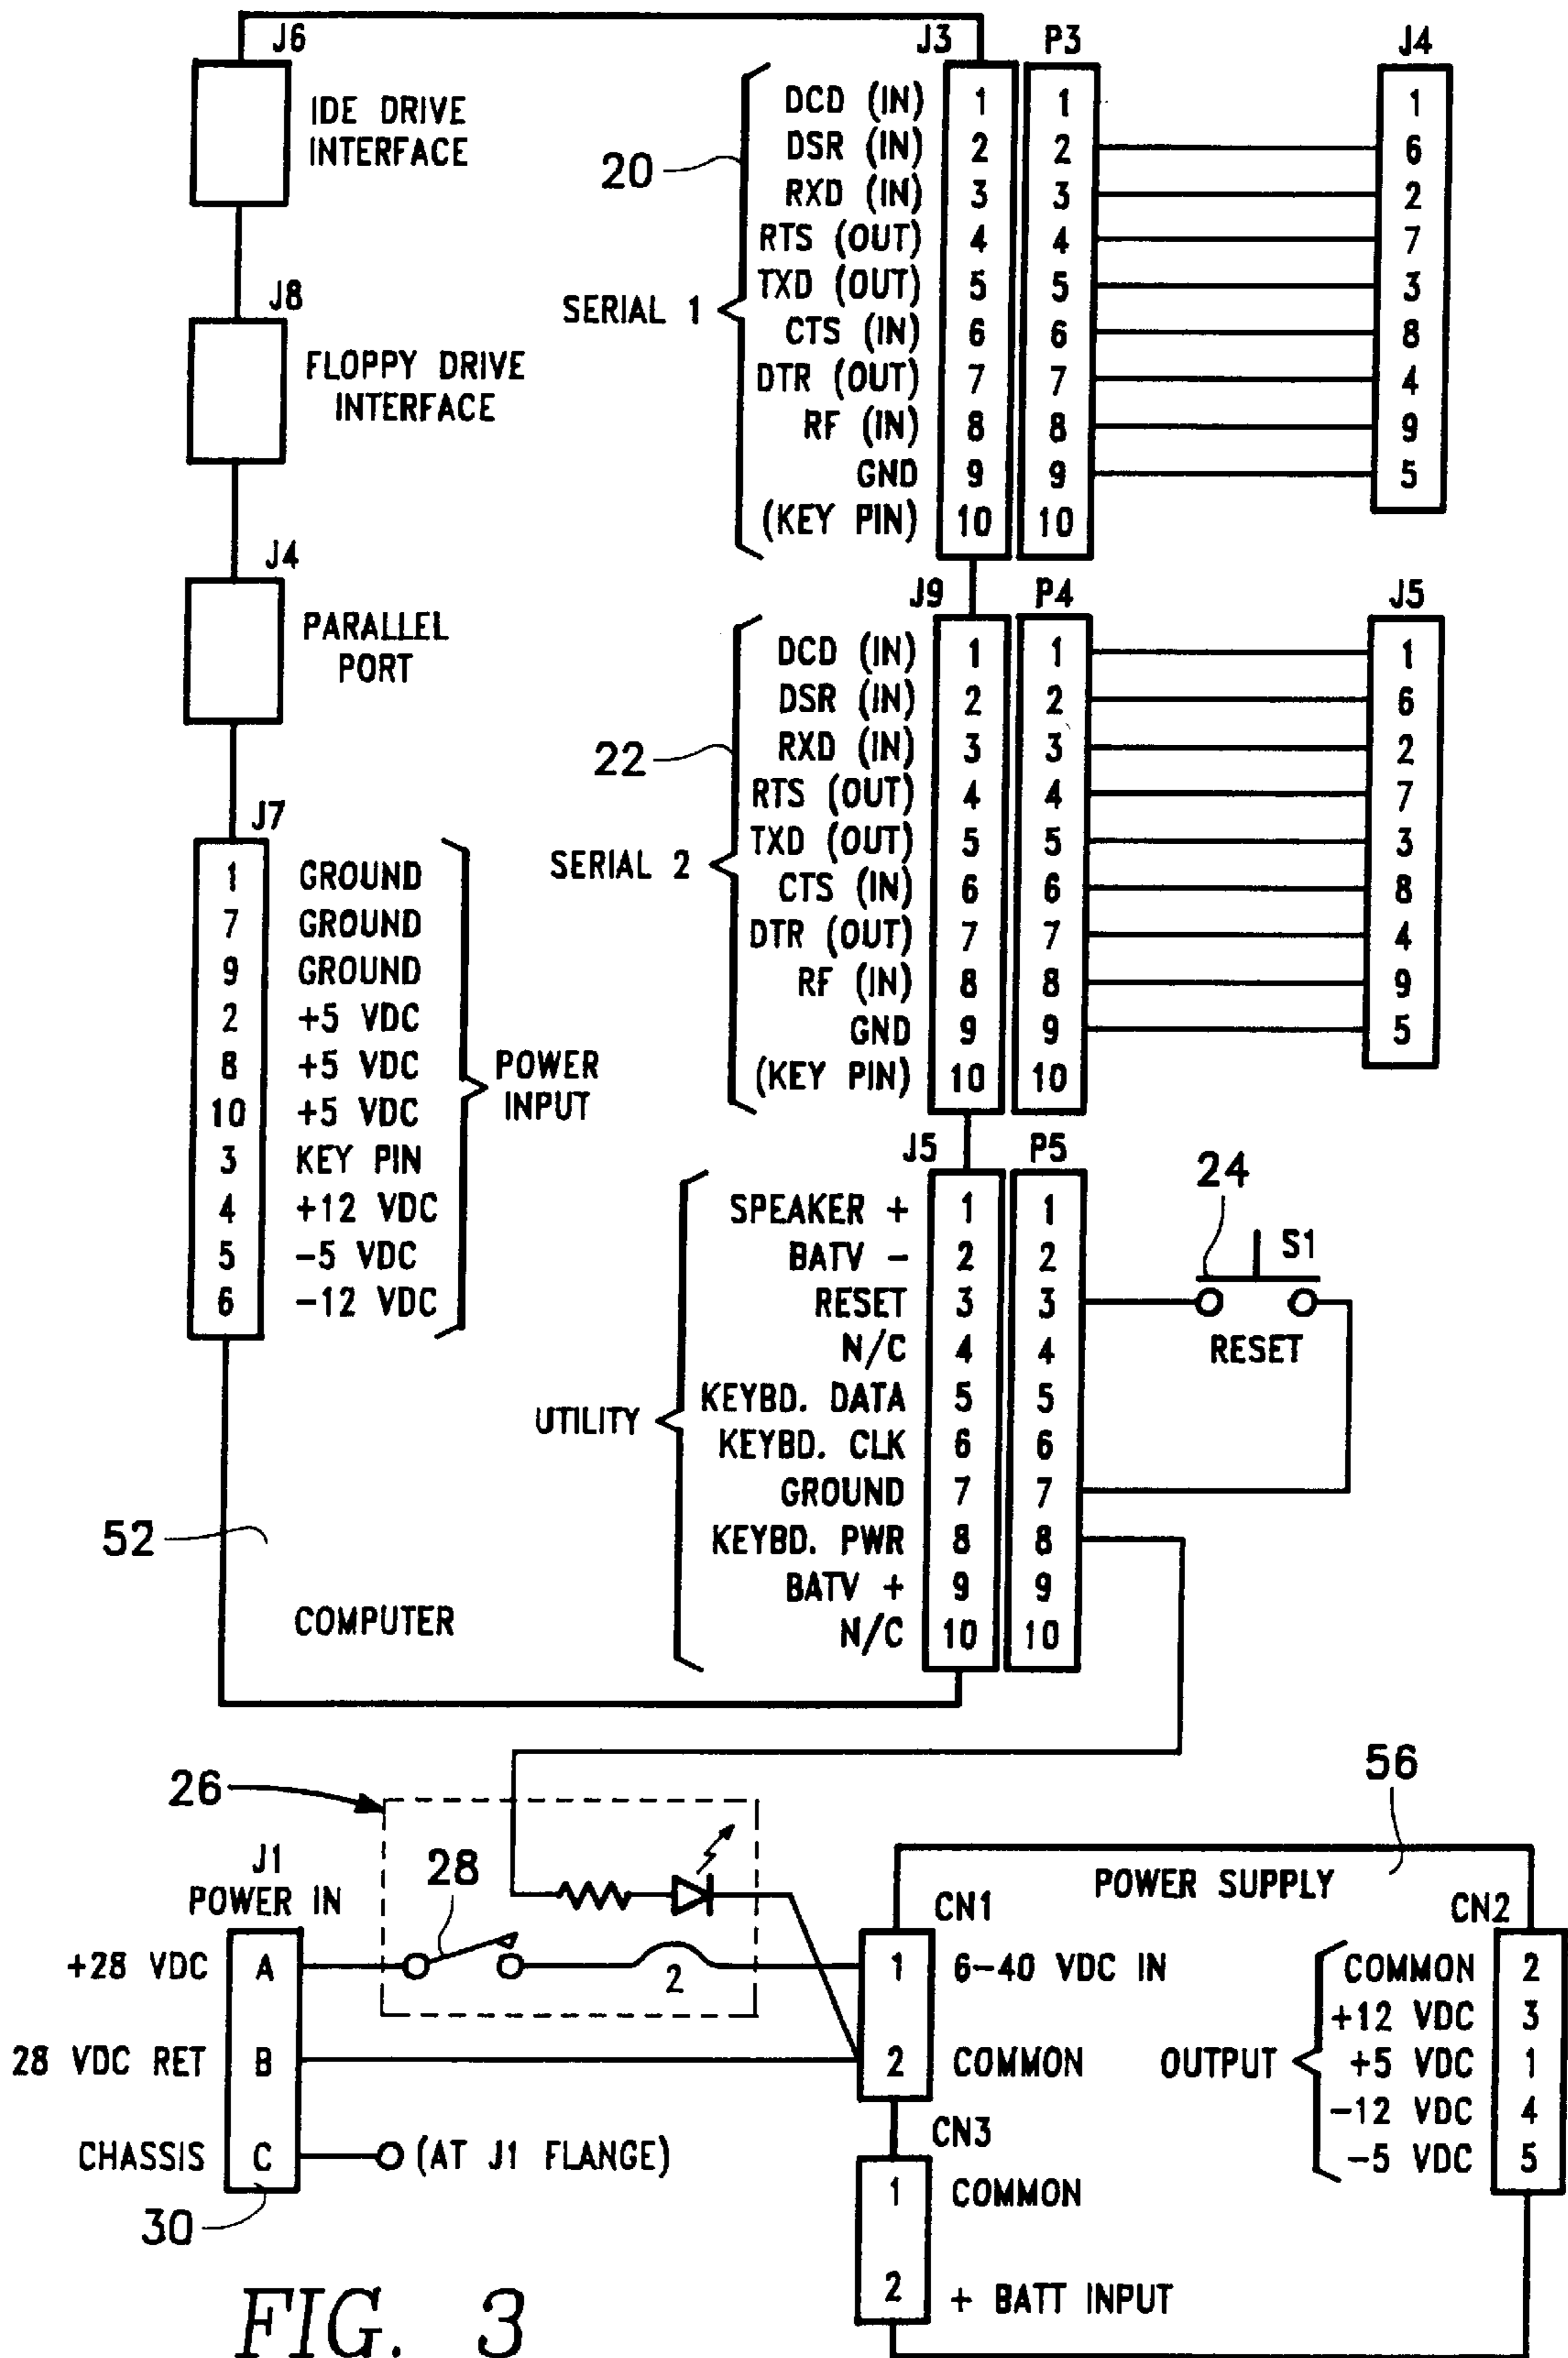 J6
IDE DRIVE
INTERFACE
J8
FLOPPY DRIVE
INTERFACE
J4
PARALLEL
PORT
J7
1 GROUND
7 GROUND
9 GROUND
2 +5 VDC
8 +5 VDC
10 +5 VDC
3 KEY PIN
4 +12 VDC
5 -5 VDC
6 -12 VDC
POWER
INPUT
52
COMPUTER
J3 P3 J4
20
SERIAL 1
DCD (IN) 1 1 1
DSR (IN) 2 2 6
RXD (IN) 3 3 2
RTS (OUT) 4 4 7
TXD (OUT) 5 5 3
CTS (IN) 6 6 8
DTR (OUT) 7 7 4
RF (IN) 8 8 9
GND 9 9 5
(KEY PIN) 10 10
J9 P4 J5
22
SERIAL 2
DCD (IN) 1 1 1
DSR (IN) 2 2 6
RXD (IN) 3 3 2
RTS (OUT) 4 4 7
TXD (OUT) 5 5 3
CTS (IN) 6 6 8
DTR (OUT) 7 7 4
RF (IN) 8 8 9
GND 9 9 5
(KEY PIN) 10 10
J5 P5
UTILITY
SPEAKER + 1 1
BATV - 2 2
RESET 3 3
N/C 4 4
KEYBD. DATA 5 5
KEYBD. CLK 6 6
GROUND 7 7
KEYBD. PWR 8 8
BATV + 9 9
N/C 10 10
24
S1
RESET
26
28
2
J1
POWER IN
+28 VDC A
28 VDC RET B
CHASSIS C (AT J1 FLANGE)
30
56
POWER SUPPLY
CN1
1 6-40 VDC IN
2 COMMON
CN3
1 COMMON
2 + BATT INPUT
CN2
OUTPUT
COMMON 2
+12 VDC 3
+5 VDC 1
-12 VDC 4
-5 VDC 5
FIG. 3